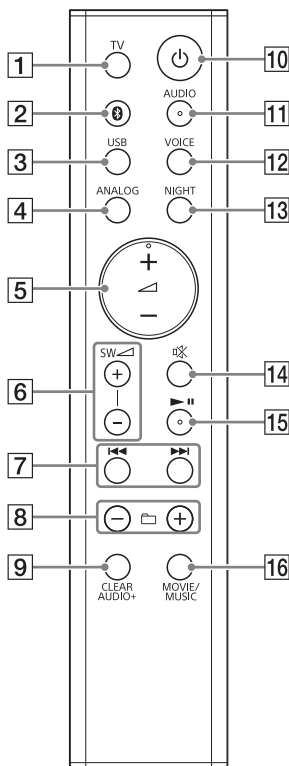 TV
1
10
AUDIO
2
11
USB
VOICE
3
12
ANALOG
NIGHT
4
13
+
5
−
SW
+
6
14
−
15
7
8
− +
9
16
CLEAR
AUDIO+
MOVIE/
MUSIC